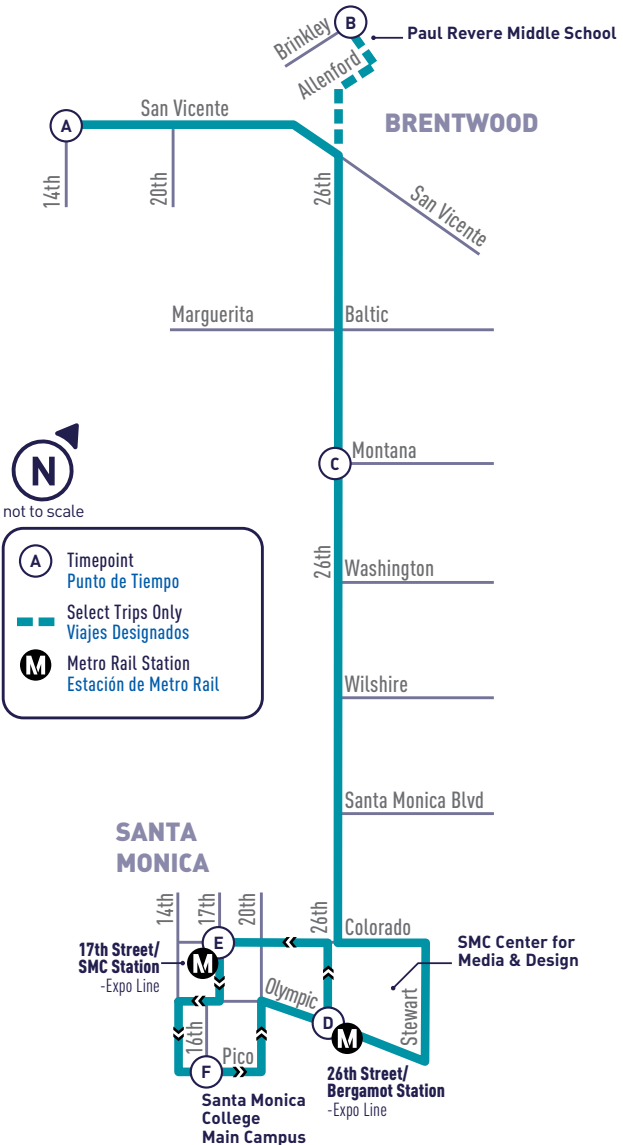 B
Brinkley
Paul Revere Middle School
Allenford
San Vicente
BRENTWOOD
A
14th
20th
26th
San Vicente
Marguerita
Baltic
C
Montana
N
not to scale
A
Timepoint
Punto de Tiempo
Select Trips Only
Viajes Designados
M
Metro Rail Station
Estación de Metro Rail
26th
Washington
Wilshire
Santa Monica Blvd
SANTA
MONICA
14th
17th
20th
26th
Colorado
E
17th Street/
SMC Station
-Expo Line
M
SMC Center for
Media & Design
Olympic
Stewart
D
M
16th
Pico
F
26th Street/
Bergamot Station
-Expo Line
Santa Monica
College
Main Campus